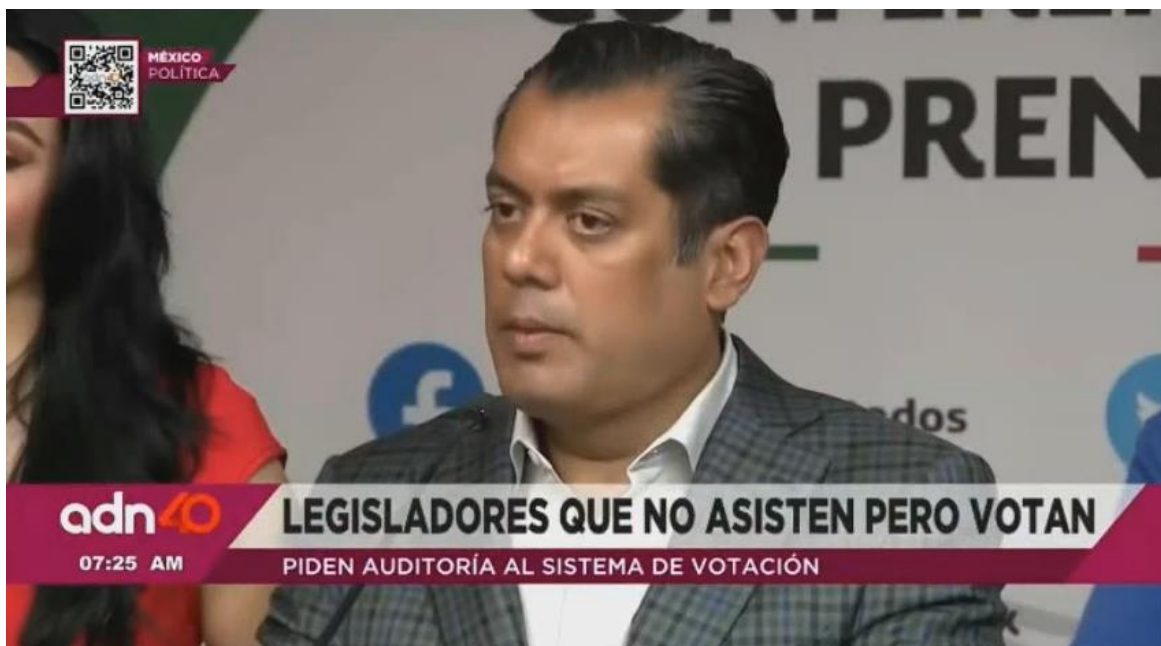 MÉXICO
POLÍTICA
PREN
LEGISLADORES QUE NO ASISTEN PERO VOTAN
adn40
07:25 AM
PIDEN AUDITORÍA AL SISTEMA DE VOTACIÓN